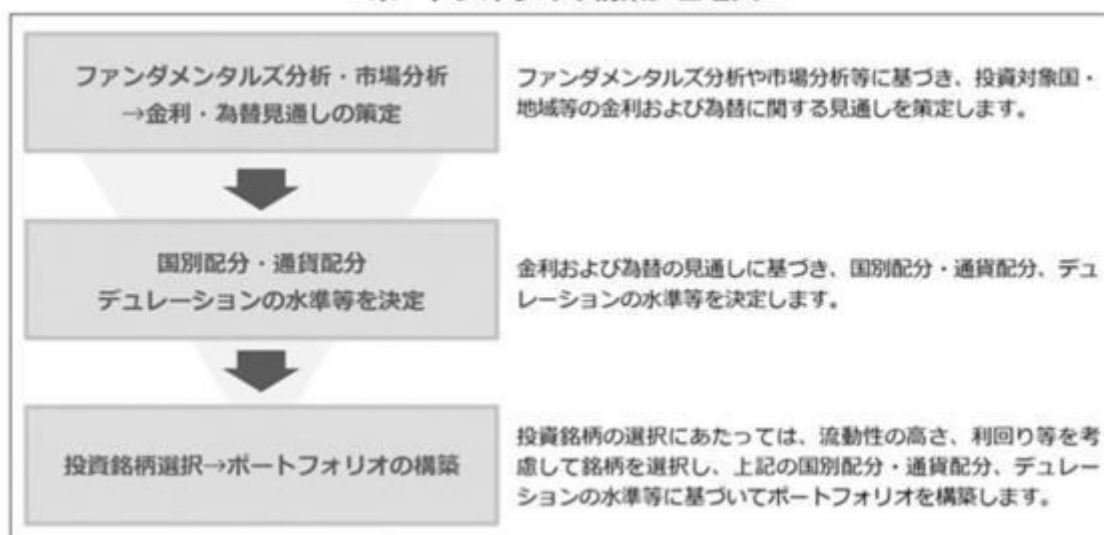 ファンダメンタルズ分析・市場分析
→金利・為替見通しの策定
ファンダメンタルズ分析や市場分析等に基づき、投資対象国・
地域等の金利および為替に関する見通しを策定します。
国別配分・通貨配分
デュレーションの水準等を決定
金利および為替の見通しに基づき、国別配分・通貨配分、デュ
レーションの水準等を決定します。
投資銘柄選択→ポートフォリオの構築
投資銘柄の選択にあたっては、流動性の高さ、利回り等を考
慮して銘柄を選択し、上記の国別配分・通貨配分、デュレー
ションの水準等に基づいてポートフォリオを構築します。